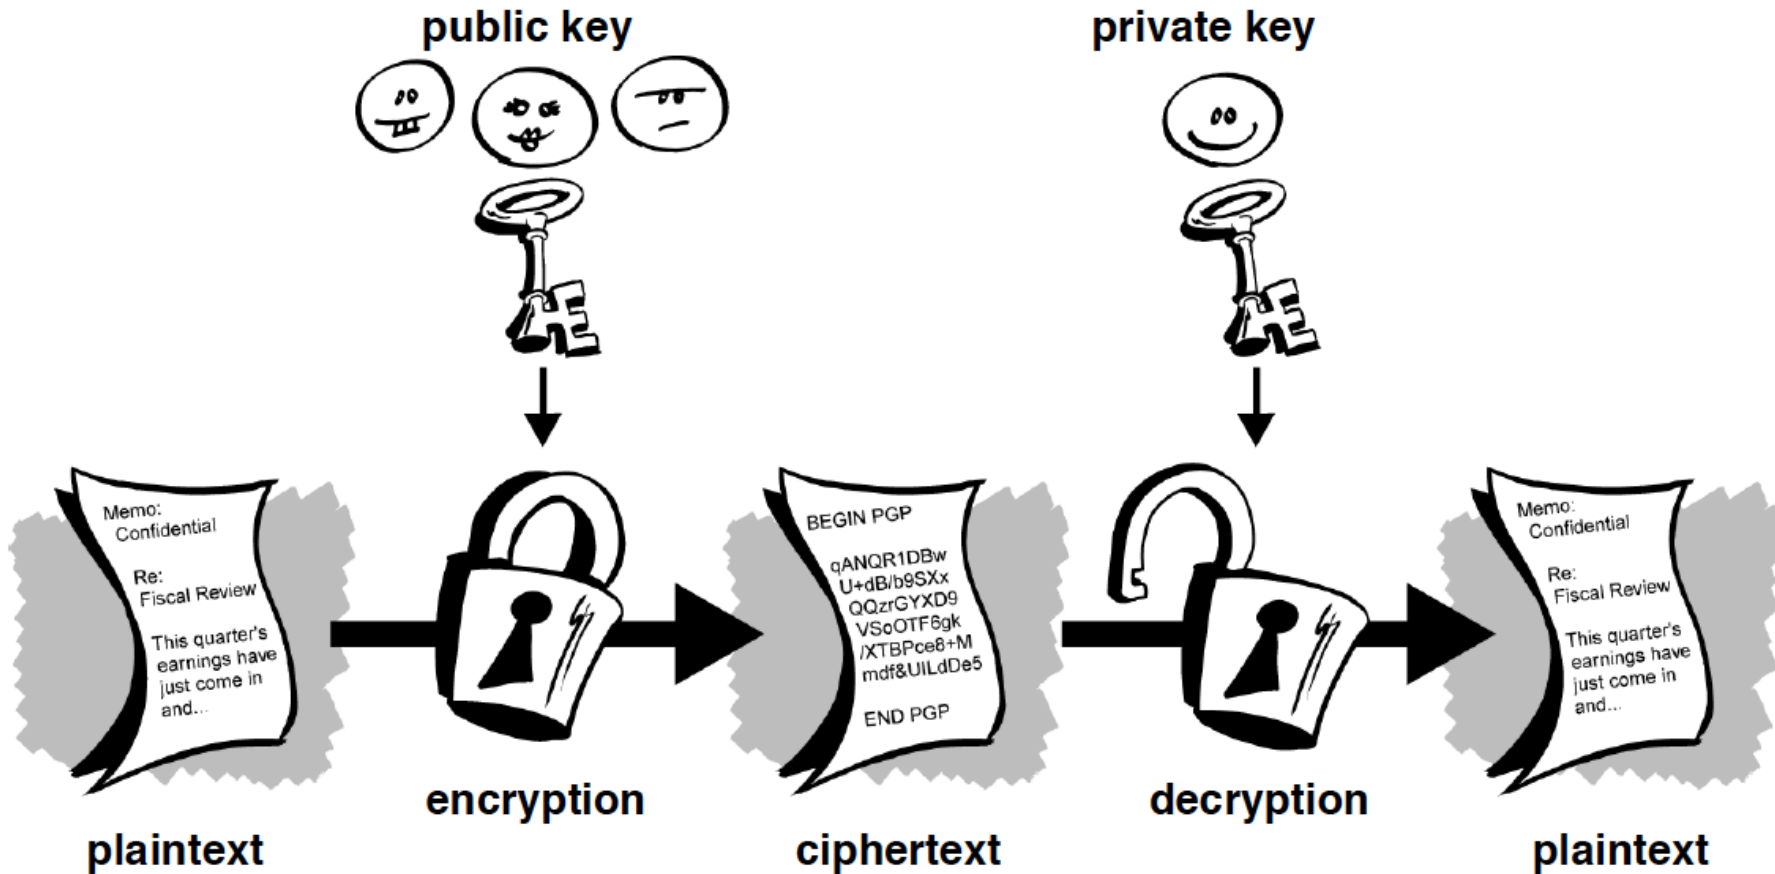 public key
private key
Memo:
Confidential
Re:
Fiscal Review
This quarter's
earnings have
just come in
and...
BEGIN PGP
qANQR1DBw
U+dB/b9SXx
QQzrGYXD9
VSoOTF6gk
/XTBPce8+M
mdf&UILdDe5
END PGP
Memo:
Confidential
Re:
Fiscal Review
This quarter's
earnings have
just come in
and...
encryption
decryption
plaintext
ciphertext
plaintext